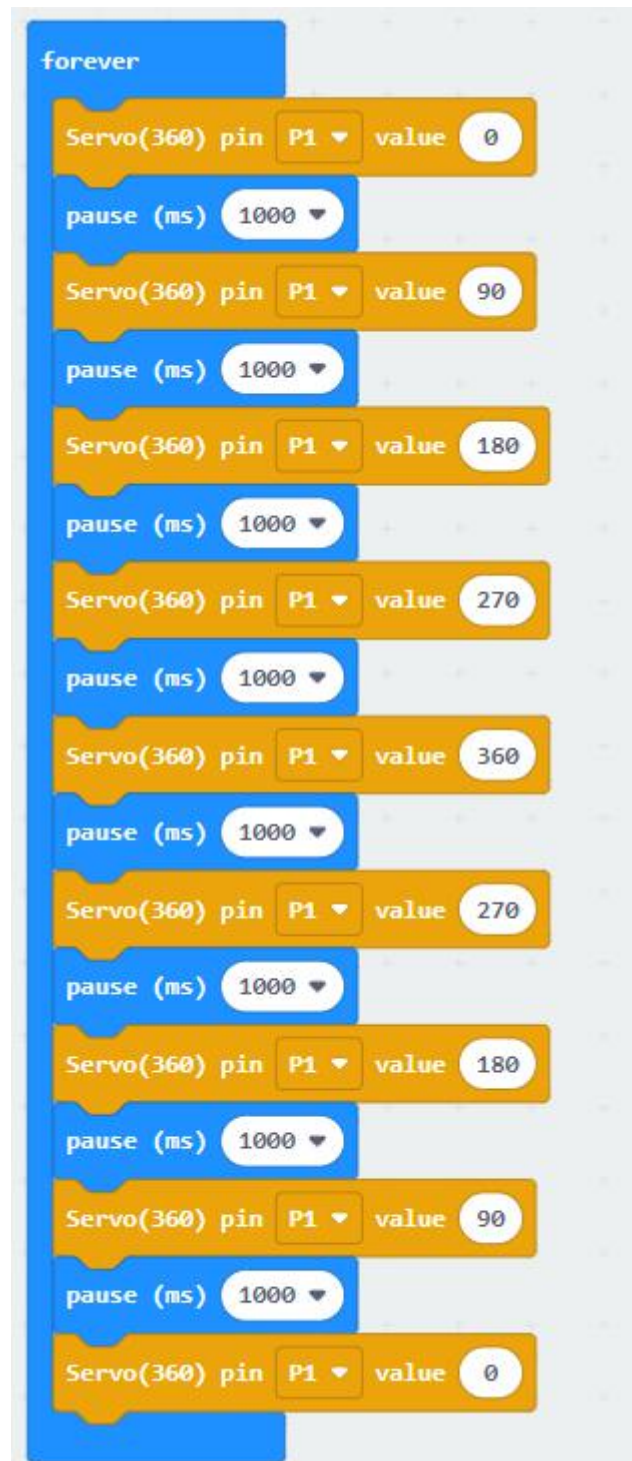 forever
Servo(360) pin P1 value 0
pause (ms) 1000
Servo(360) pin P1 value 90
pause (ms) 1000
Servo(360) pin P1 value 180
pause (ms) 1000
Servo(360) pin P1 value 270
pause (ms) 1000
Servo(360) pin P1 value 360
pause (ms) 1000
Servo(360) pin P1 value 270
pause (ms) 1000
Servo(360) pin P1 value 180
pause (ms) 1000
Servo(360) pin P1 value 90
pause (ms) 1000
Servo(360) pin P1 value 0